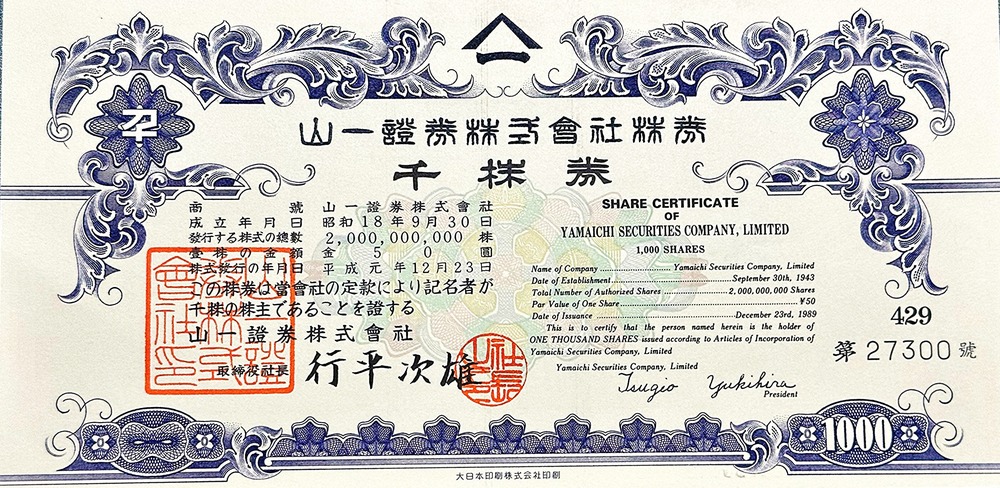 千
山一證券株式會社株券
千株券
商號 山一證券株式會社
成立年月日 昭和18年9月30日
發行する株式の總數 2,000,000,000株
壹株の金額 金50圓
株式發行の年月日 平成元年12月23日
この株券は當會社の定款により記名者が
千株の株主であることを證する
山一證券株式會社
取締役社長 行平次雄
SHARE CERTIFICATE
OF
YAMAICHI SECURITIES COMPANY, LIMITED
1,000 SHARES
Name of Company ........ Yamaichi Securities Company, Limited
Date of Establishment ........ September 30th, 1943
Total Number of Authorized Shares ........ 2,000,000,000 Shares
Par Value of One Share ........ ¥50
Date of Issuance ........ December 23rd, 1989
This is to certify that the person named herein is the holder of
ONE THOUSAND SHARES issued according to Articles of Incorporation of
Yamaichi Securities Company, Limited
Yamaichi Securities Company, Limited
Tsugio Yukihira
President
429
第27300號
1000
大日本印刷株式会社印刷